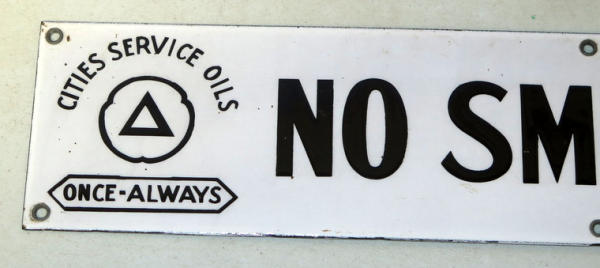 CITIES SERVICE OILS
ONCE-ALWAYS
NO SM